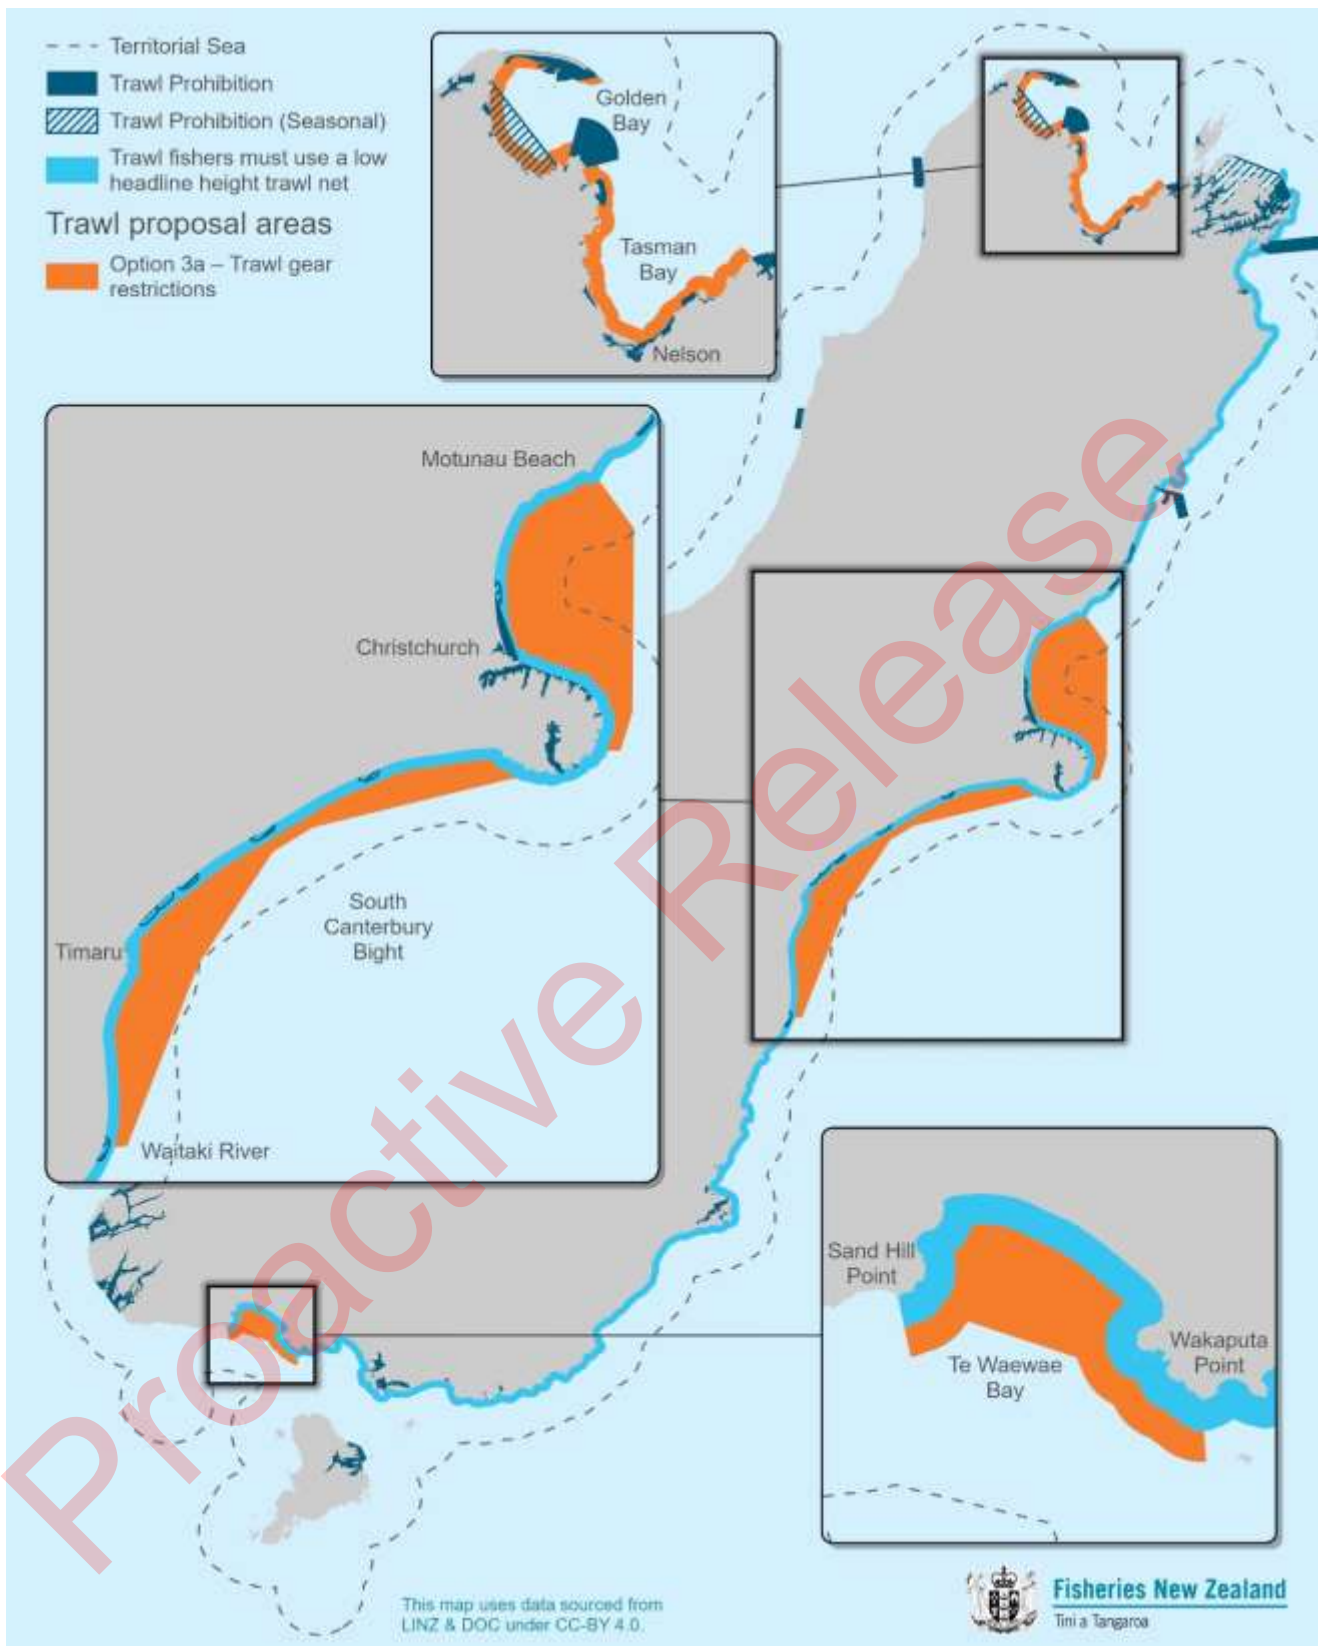 Territorial Sea
Trawl Prohibition
Trawl Prohibition (Seasonal)
Trawl fishers must use a low
headline height trawl net
Trawl proposal areas
Option 3a – Trawl gear
restrictions
Golden
Bay
Tasman
Bay
Nelson
Motunau Beach
Christchurch
South
Canterbury
Bight
Timaru
Waitaki River
Sand Hill
Point
Te Waewae
Bay
Wakaputa
Point
Proactive Release
This map uses data sourced from
LINZ & DOC under CC-BY 4.0.
Fisheries New Zealand
Tini a Tangaroa